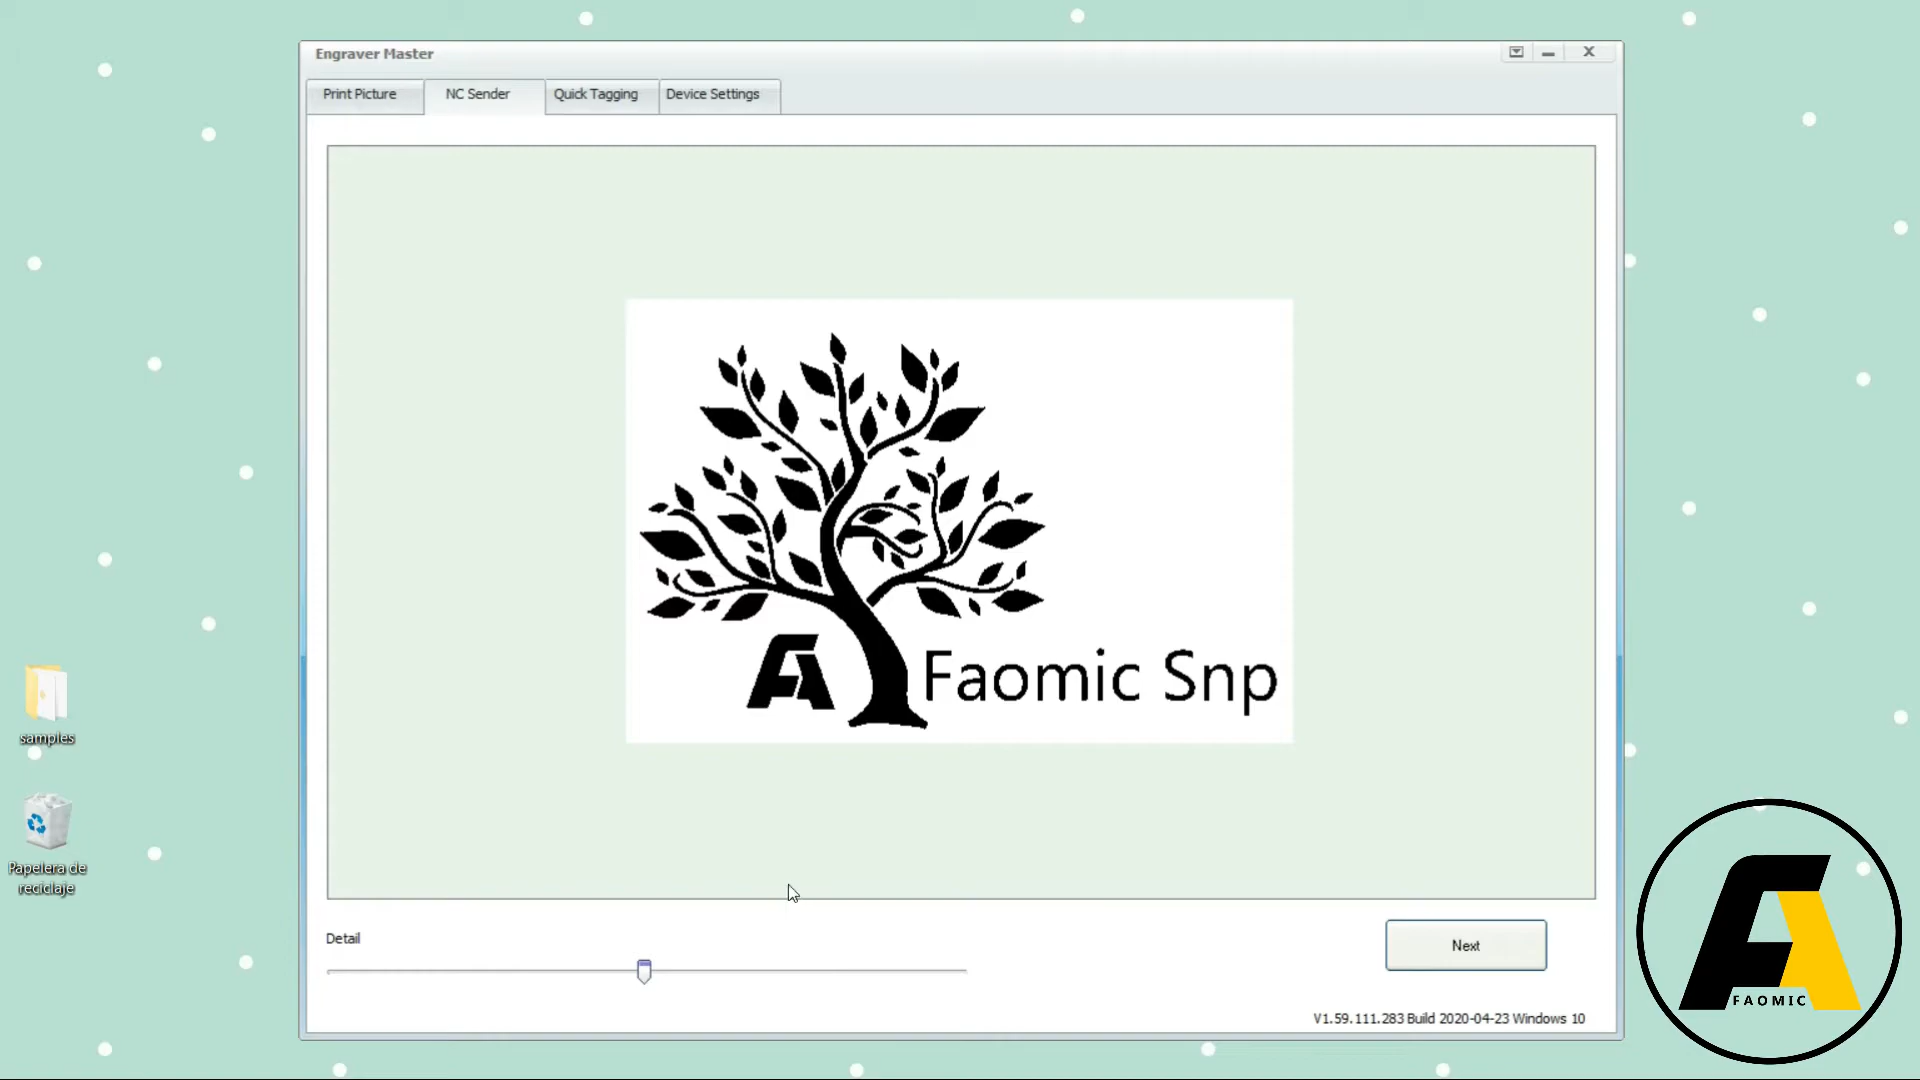 Engraver Master
Print Picture
NC Sender
Quick Tagging
Device Settings
Faomic Snp
samples
Papelera de
reciclaje
Detail
Next
V1.59.111.283 Build 2020-04-23 Windows 10
FAOMIC